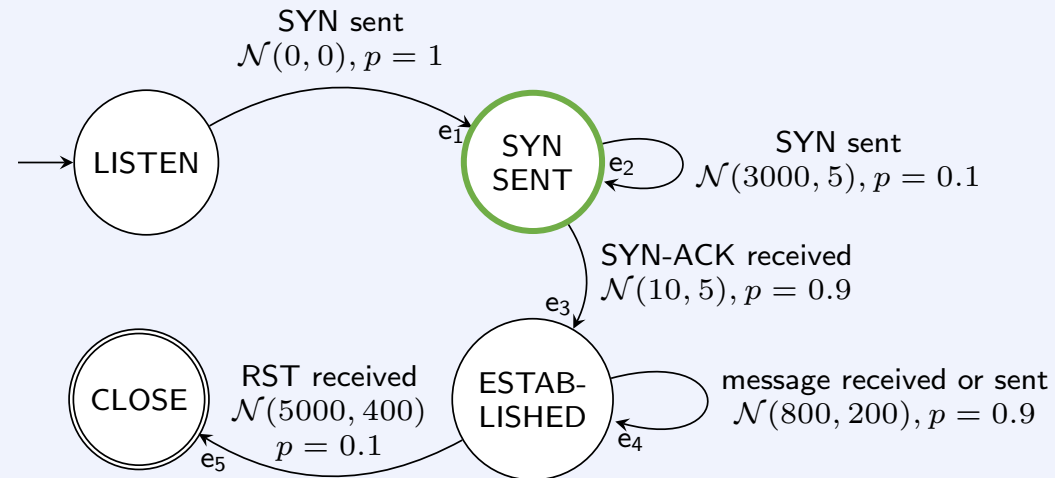 SYN sent
𝒩(0, 0), p = 1
LISTEN
e₁
SYN
SENT
e₂
SYN sent
𝒩(3000, 5), p = 0.1
SYN-ACK received
𝒩(10, 5), p = 0.9
e₃
CLOSE
RST received
𝒩(5000, 400)
p = 0.1
e₅
ESTAB-
LISHED
message received or sent
𝒩(800, 200), p = 0.9
e₄